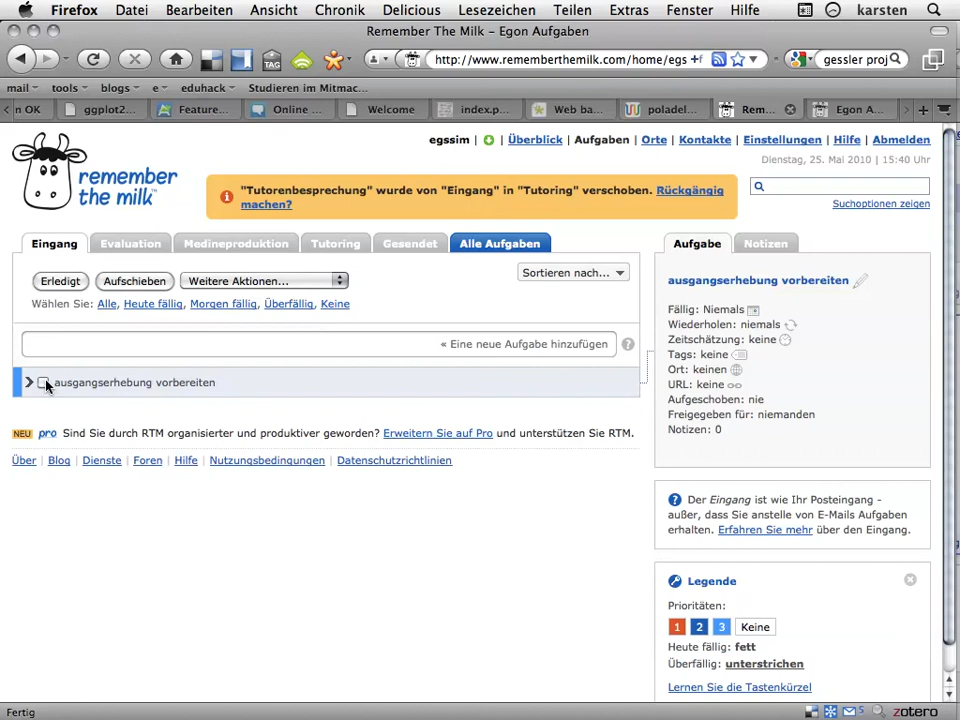 Firefox Datei Bearbeiten Ansicht Chronik Delicious Lesezeichen Teilen Extras Fenster Hilfe karsten
Remember The Milk – Egon Aufgaben
TAG http://www.rememberthemilk.com/home/egs gessler proj
mail tools blogs e eduhack Studieren im Mitmac...
n OK ggplot2... Feature... Online ... Welcome index.p... Web ba... poladel... Rem... Egon A...
egssim | Überblick | Aufgaben | Orte | Kontakte | Einstellungen | Hilfe | Abmelden
Dienstag, 25. Mai 2010 | 15:40 Uhr
remember
the milk™
"Tutorenbesprechung" wurde von "Eingang" in "Tutoring" verschoben. Rückgängig
machen?
Suchoptionen zeigen
Eingang Evaluation Medineproduktion Tutoring Gesendet Alle Aufgaben
Erledigt Aufschieben Weitere Aktionen... Sortieren nach...
Wählen Sie: Alle, Heute fällig, Morgen fällig, Überfällig, Keine
« Eine neue Aufgabe hinzufügen ?
ausgangserhebung vorbereiten
NEU pro Sind Sie durch RTM organisierter und produktiver geworden? Erweitern Sie auf Pro und unterstützen Sie RTM.
Über | Blog | Dienste | Foren | Hilfe | Nutzungsbedingungen | Datenschutzrichtlinien
Aufgabe Notizen
ausgangserhebung vorbereiten
Fällig: Niemals
Wiederholen: niemals
Zeitschätzung: keine
Tags: keine
Ort: keinen
URL: keine
Aufgeschoben: nie
Freigegeben für: niemanden
Notizen: 0
Der Eingang ist wie Ihr Posteingang -
außer, dass Sie anstelle von E-Mails Aufgaben
erhalten. Erfahren Sie mehr über den Eingang.
Legende
Prioritäten:
1 2 3 Keine
Heute fällig: fett
Überfällig: unterstrichen
Lernen Sie die Tastenkürzel
Fertig 5 zotero